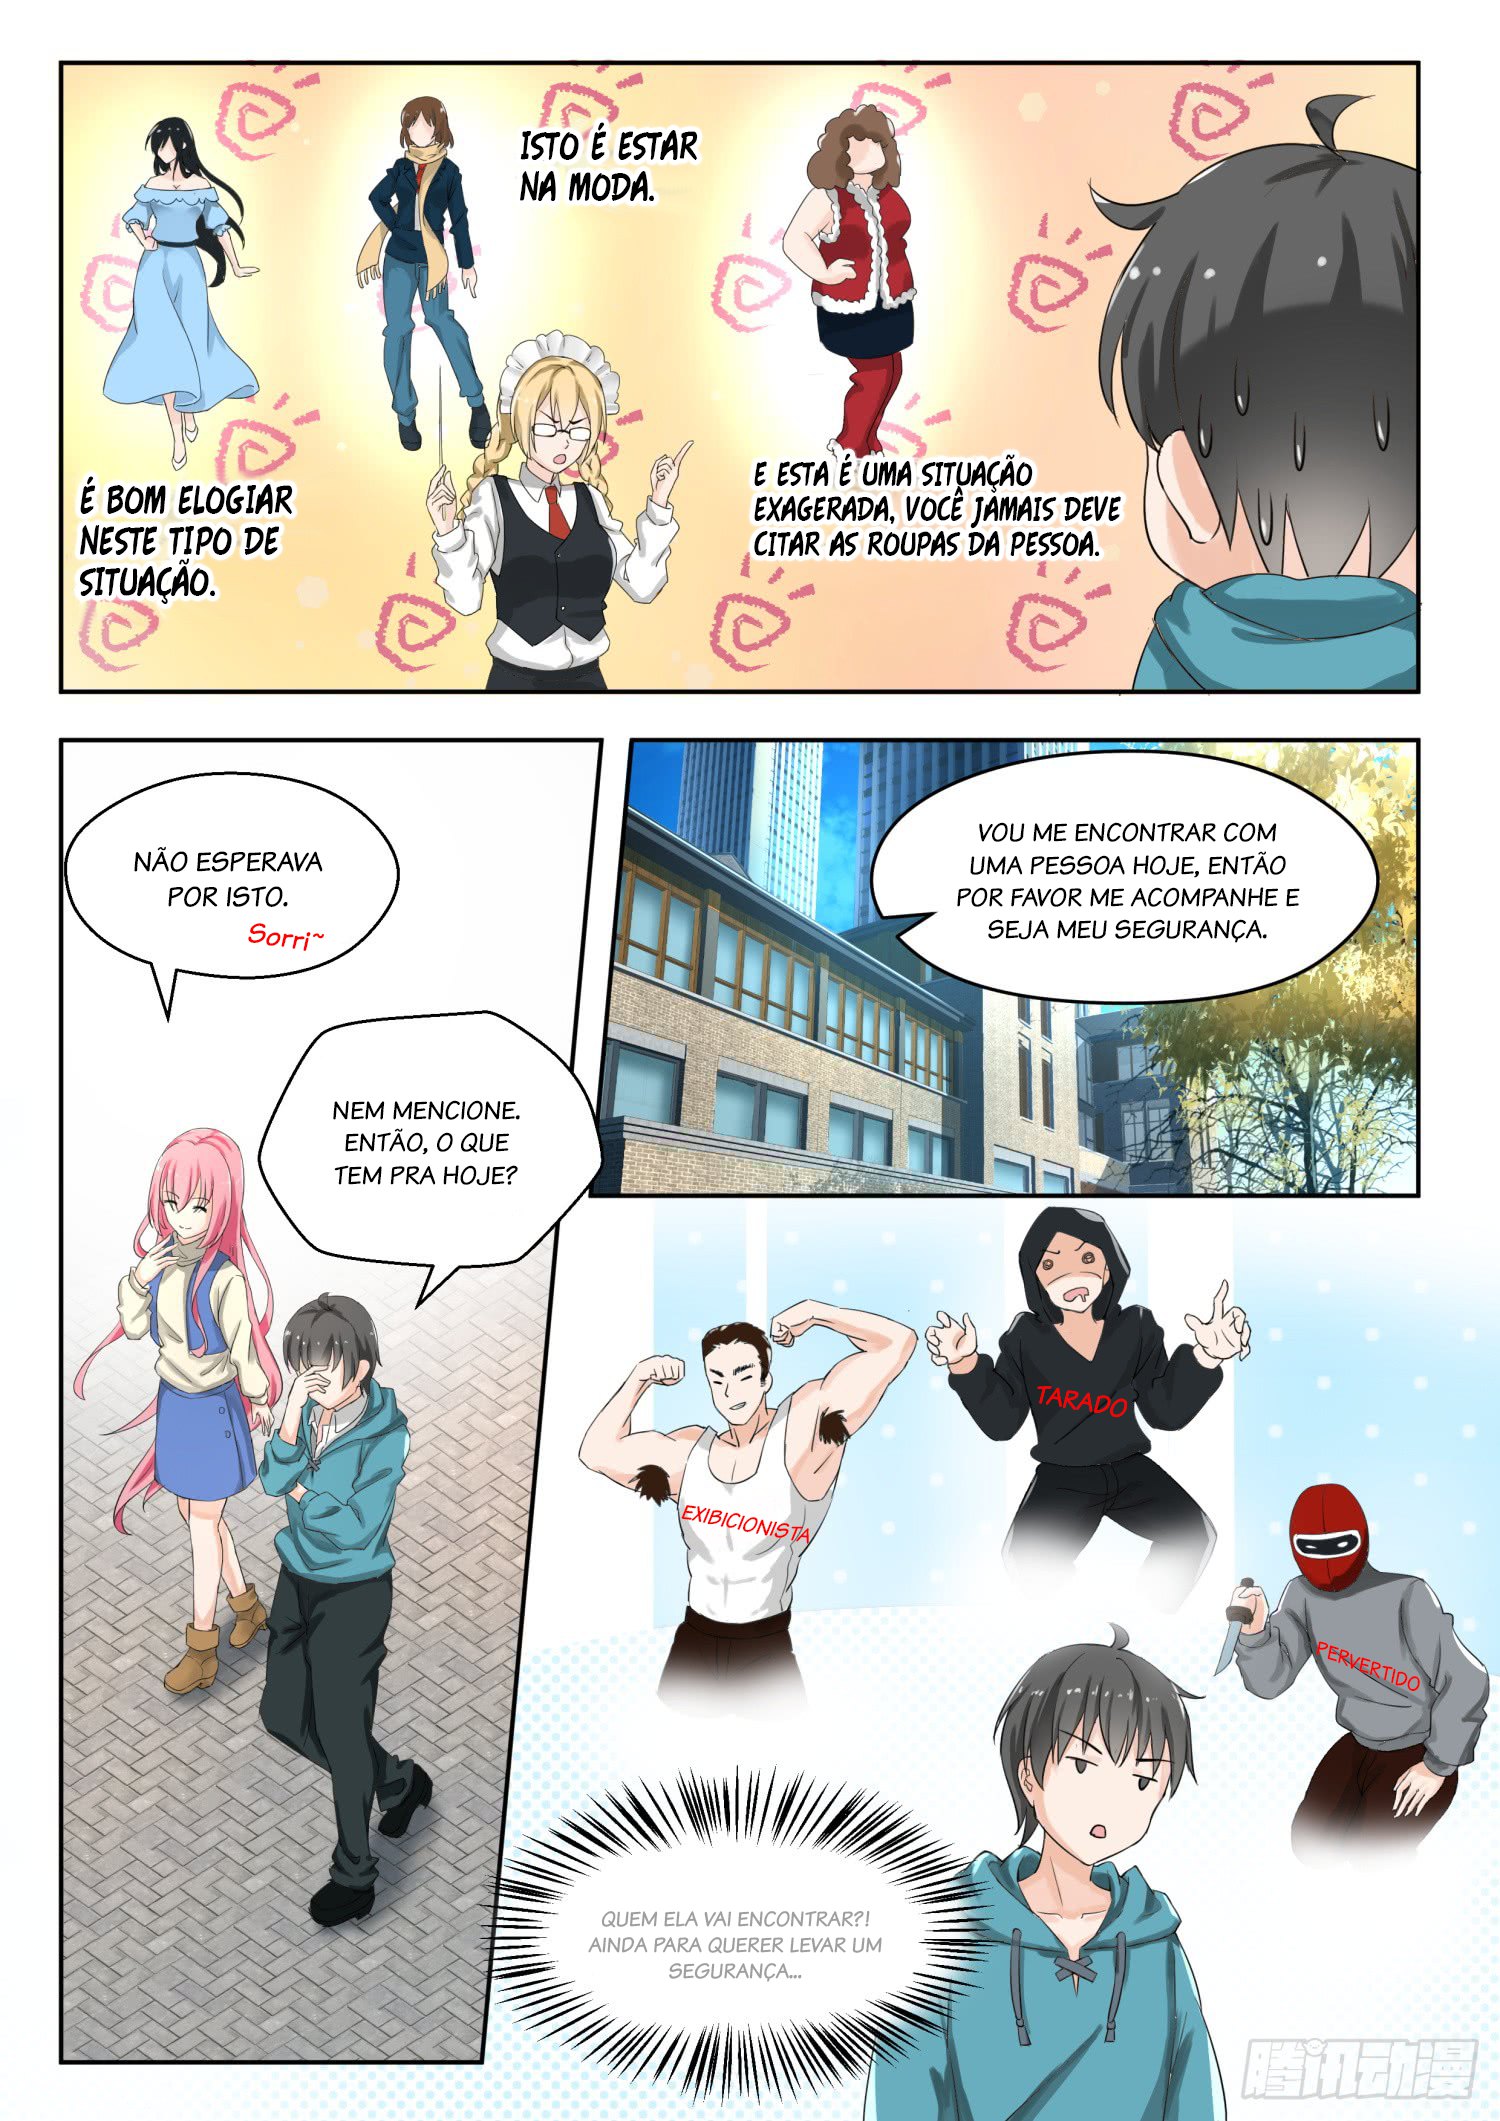 ISTO É ESTAR
NA MODA.
É BOM ELOGIAR
NESTE TIPO DE
SITUAÇÃO.
E ESTA É UMA SITUAÇÃO
EXAGERADA, VOCÊ JAMAIS DEVE
CITAR AS ROUPAS DA PESSOA.
NÃO ESPERAVA
POR ISTO.
Sorri~
NEM MENCIONE.
ENTÃO, O QUE
TEM PRA HOJE?
VOU ME ENCONTRAR COM
UMA PESSOA HOJE, ENTÃO
POR FAVOR ME ACOMPANHE E
SEJA MEU SEGURANÇA.
TARADO
EXIBICIONISTA
PERVERTIDO
QUEM ELA VAI ENCONTRAR?!
AINDA PARA QUERER LEVAR UM
SEGURANÇA...
腾讯动漫